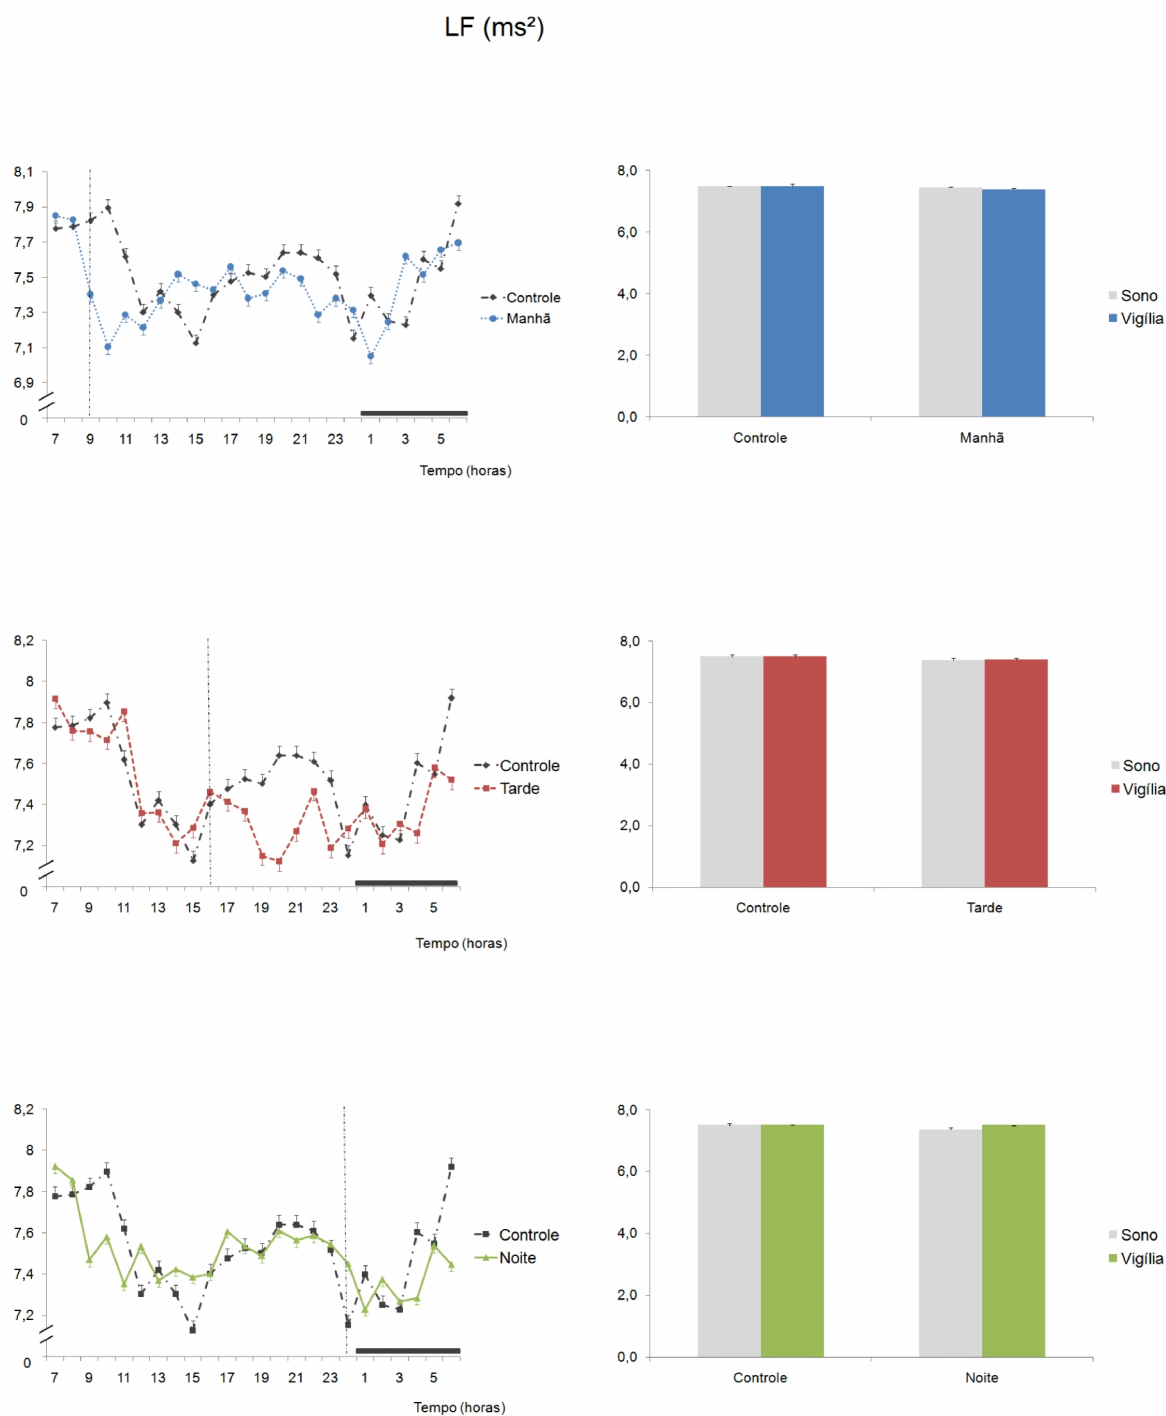 LF (ms²)
8,1
7,9
7,7
7,5
7,3
7,1
6,9
0
7 9 11 13 15 17 19 21 23 1 3 5
Tempo (horas)
Controle
Manhã
8,0
6,0
4,0
2,0
0,0
Controle Manhã
Sono
Vigília
8,2
8
7,8
7,6
7,4
7,2
0
7 9 11 13 15 17 19 21 23 1 3 5
Tempo (horas)
Controle
Tarde
8,0
6,0
4,0
2,0
0,0
Controle Tarde
Sono
Vigília
8,2
8
7,8
7,6
7,4
7,2
0
7 9 11 13 15 17 19 21 23 1 3 5
Tempo (horas)
Controle
Noite
8,0
6,0
4,0
2,0
0,0
Controle Noite
Sono
Vigília